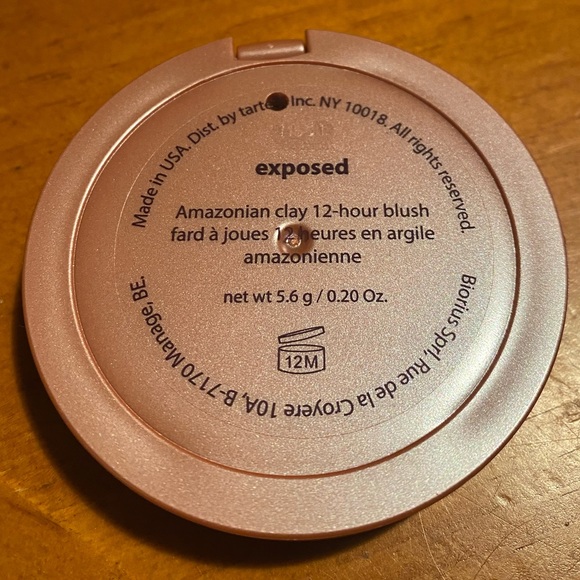 Made in USA. Dist. by tarte Inc. NY 10018. All rights reserved.
exposed
Amazonian clay 12-hour blush
fard à joues 12 heures en argile
amazonienne
net wt 5.6 g / 0.20 Oz.
12M
Biorius Sprl, Rue de la Croyere 10A, B-7170 Manage, BE.